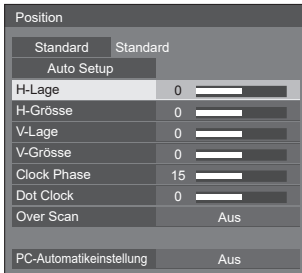 Position
Standard Standard
Auto Setup
H-Lage 0
H-Grösse 0
V-Lage 0
V-Grösse 0
Clock Phase 15
Dot Clock 0
Over Scan Aus
PC-Automatikeinstellung Aus